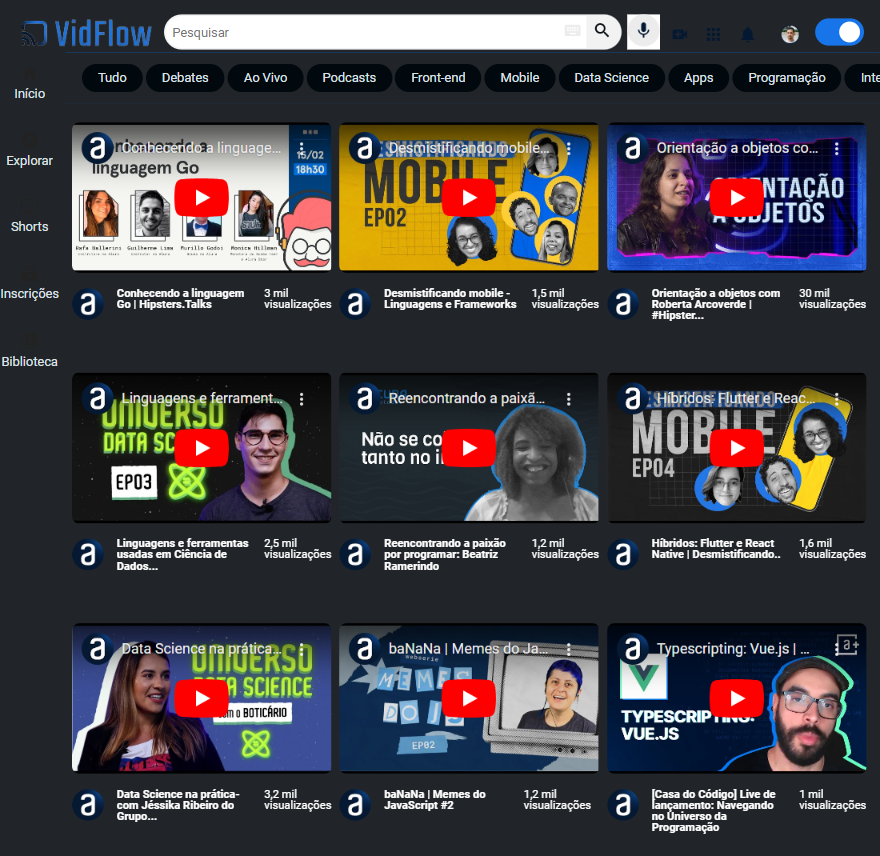 VidFlow
Pesquisar
Tudo
Debates
Ao Vivo
Podcasts
Front-end
Mobile
Data Science
Apps
Programação
Inte
Início
Explorar
Shorts
Inscrições
Biblioteca
Conhecendo a linguage...
linguagem Go
15/02
18h30
Rafa Ballerini
Guilherme Lima
Murillo Godoi
Monica Hillman
Desmistificando mobile...
MOBILE
EP02
Orientação a objetos co...
ORIENTAÇÃO
A OBJETOS
Conhecendo a linguagem
Go | Hipsters.Talks
3 mil
visualizações
Desmistificando mobile -
Linguagens e Frameworks
1,5 mil
visualizações
Orientação a objetos com
Roberta Arcoverde |
#Hipster...
30 mil
visualizações
Linguagens e ferrament...
UNIVERSO
DATA SCI
EP03
Reencontrando a paixã...
Não se co
tanto no i
Híbridos: Flutter e Reac...
DESMISTIFICANDO
MOBILE
EP04
Linguagens e ferramentas
usadas em Ciência de
Dados...
2,5 mil
visualizações
Reencontrando a paixão
por programar: Beatriz
Ramerindo
1,2 mil
visualizações
Híbridos: Flutter e React
Native | Desmistificando..
1,6 mil
visualizações
Data Science na prática...
UNIVERSO
DATA SCIENCE
com o BOTICÁRIO
baNaNa | Memes do Ja...
webserie
MEMES
DO JS
EP02
Typescripting: Vue.js | ...
a+
TYPESCRIPTING:
VUE.JS
Data Science na prática-
com Jéssika Ribeiro do
Grupo...
3,2 mil
visualizações
baNaNa | Memes do
JavaScript #2
1,2 mil
visualizações
[Casa do Código] Live de
lançamento: Navegando
no Universo da
Programação
1 mil
visualizações